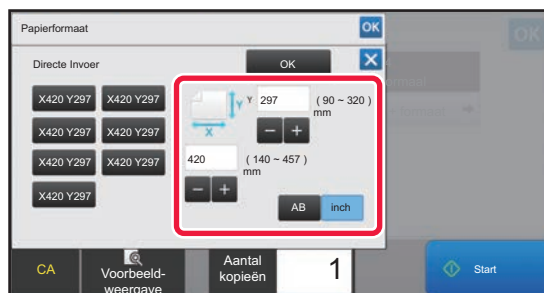 Papierformaat
OK
Directe Invoer
OK
X420 Y297
X420 Y297
X420 Y297
X420 Y297
X420 Y297
X420 Y297
X420 Y297
Y
X
Y 297 ( 90 ~ 320 )
mm
420 ( 140 ~ 457 )
mm
AB
inch
CA
Voorbeeld-
weergave
Aantal
kopieën
1
Start
OK